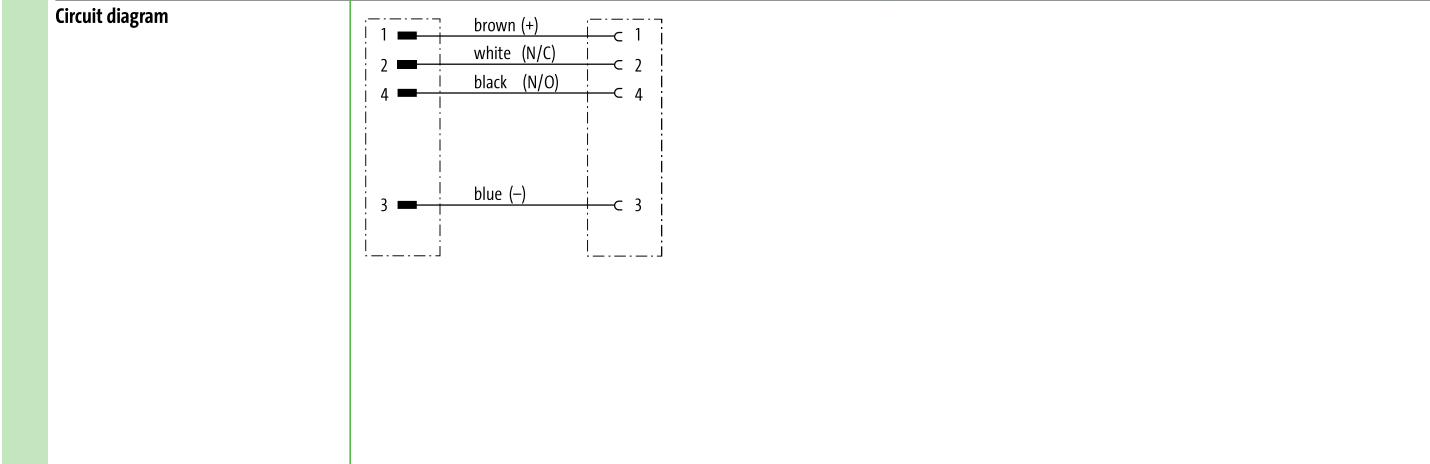 Circuit diagram
1 brown (+) 1
2 white (N/C) 2
4 black (N/O) 4
3 blue (–) 3